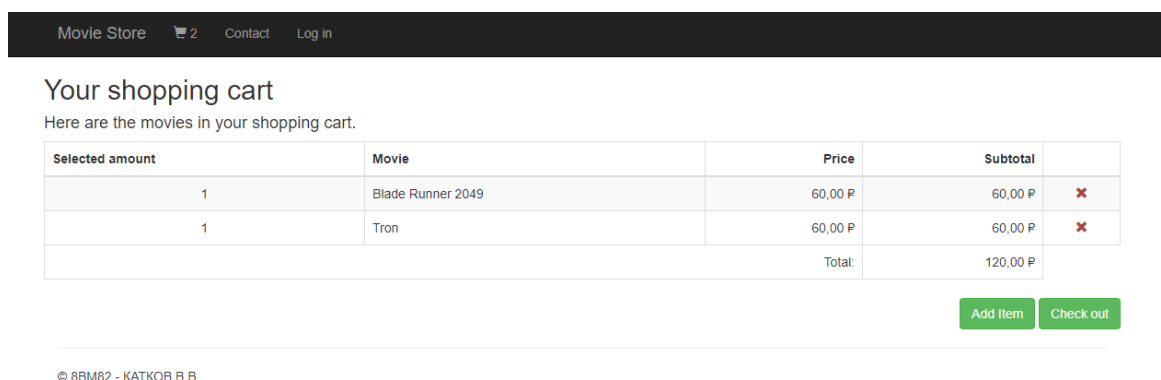 Movie Store 2 Contact Log in
Your shopping cart
Here are the movies in your shopping cart.
Selected amount Movie Price Subtotal
1 Blade Runner 2049 60,00 ₽ 60,00 ₽
1 Tron 60,00 ₽ 60,00 ₽
Total: 120,00 ₽
Add Item Check out
© 8ВМ82 - КАТКОВ В.В.